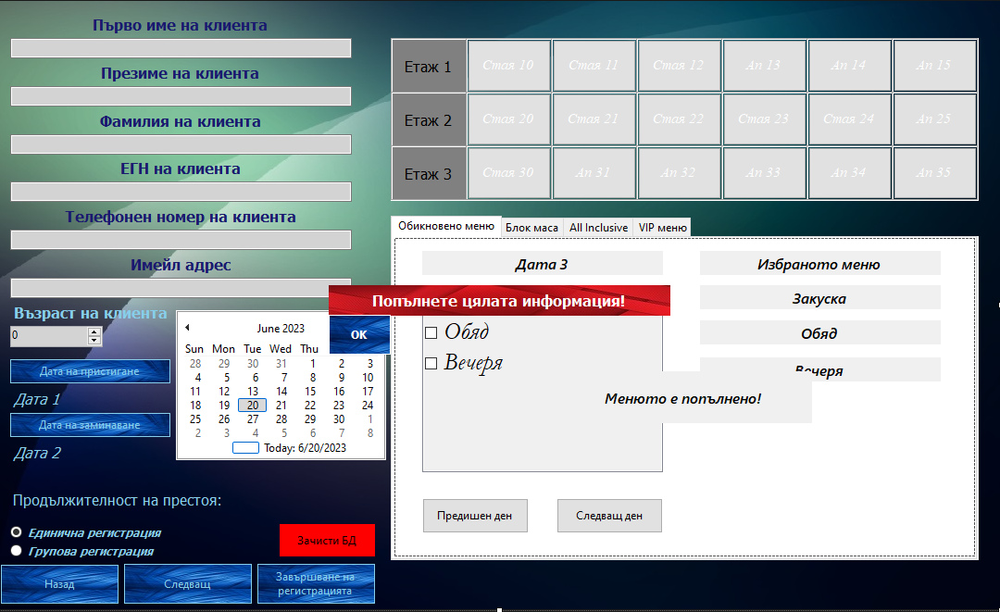 Първо име на клиента
Презиме на клиента
Фамилия на клиента
ЕГН на клиента
Телефонен номер на клиента
Имейл адрес
Възраст на клиента
0
Дата на пристигане
Дата 1
Дата на заминаване
Дата 2
June 2023
Sun Mon Tue Wed Thu
28 29 30 31 1 2 3
4 5 6 7 8 9 10
11 12 13 14 15 16 17
18 19 20 21 22 23 24
25 26 27 28 29 30 1
2 3 4 5 6 7 8
Today: 6/20/2023
Продължителност на престоя:
Единична регистрация
Групова регистрация
Зачисти БД
Назад
Следващ
Завършване на
регистрацията
Попълнете цялата информация!
OK
Етаж 1 Стая 10 Стая 11 Стая 12 Ап 13 Ап 14 Ап 15
Етаж 2 Стая 20 Стая 21 Стая 22 Стая 23 Стая 24 Ап 25
Етаж 3 Стая 30 Ап 31 Ап 32 Ап 33 Ап 34 Ап 35
Обикновено меню Блок маса All Inclusive VIP меню
Дата 3
Обяд
Вечеря
Избраното меню
Закуска
Обяд
Вечеря
Менюто е попълнено!
Предишен ден
Следващ ден